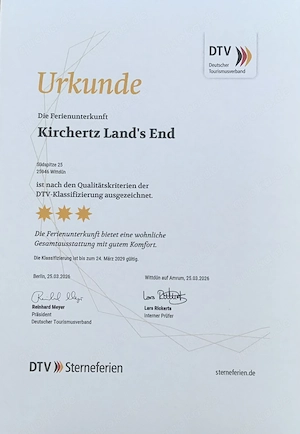 DTV
Deutscher
Tourismusverband
Urkunde
Die Ferienunterkunft
Kirchertz Land's End
Südspitze 25
25946 Wittdün
ist nach den Qualitätskriterien der
DTV-Klassifizierung ausgezeichnet.
Die Ferienunterkunft bietet eine wohnliche
Gesamtausstattung mit gutem Komfort.
Die Klassifizierung ist bis zum 24. März 2029 gültig.
Berlin, 25.03.2026
Wittdün auf Amrum, 25.03.2026
Reinhard Meyer
Präsident
Deutscher Tourismusverband
Lars Rickerts
Interner Prüfer
DTV Sterneferien
sterneferien.de